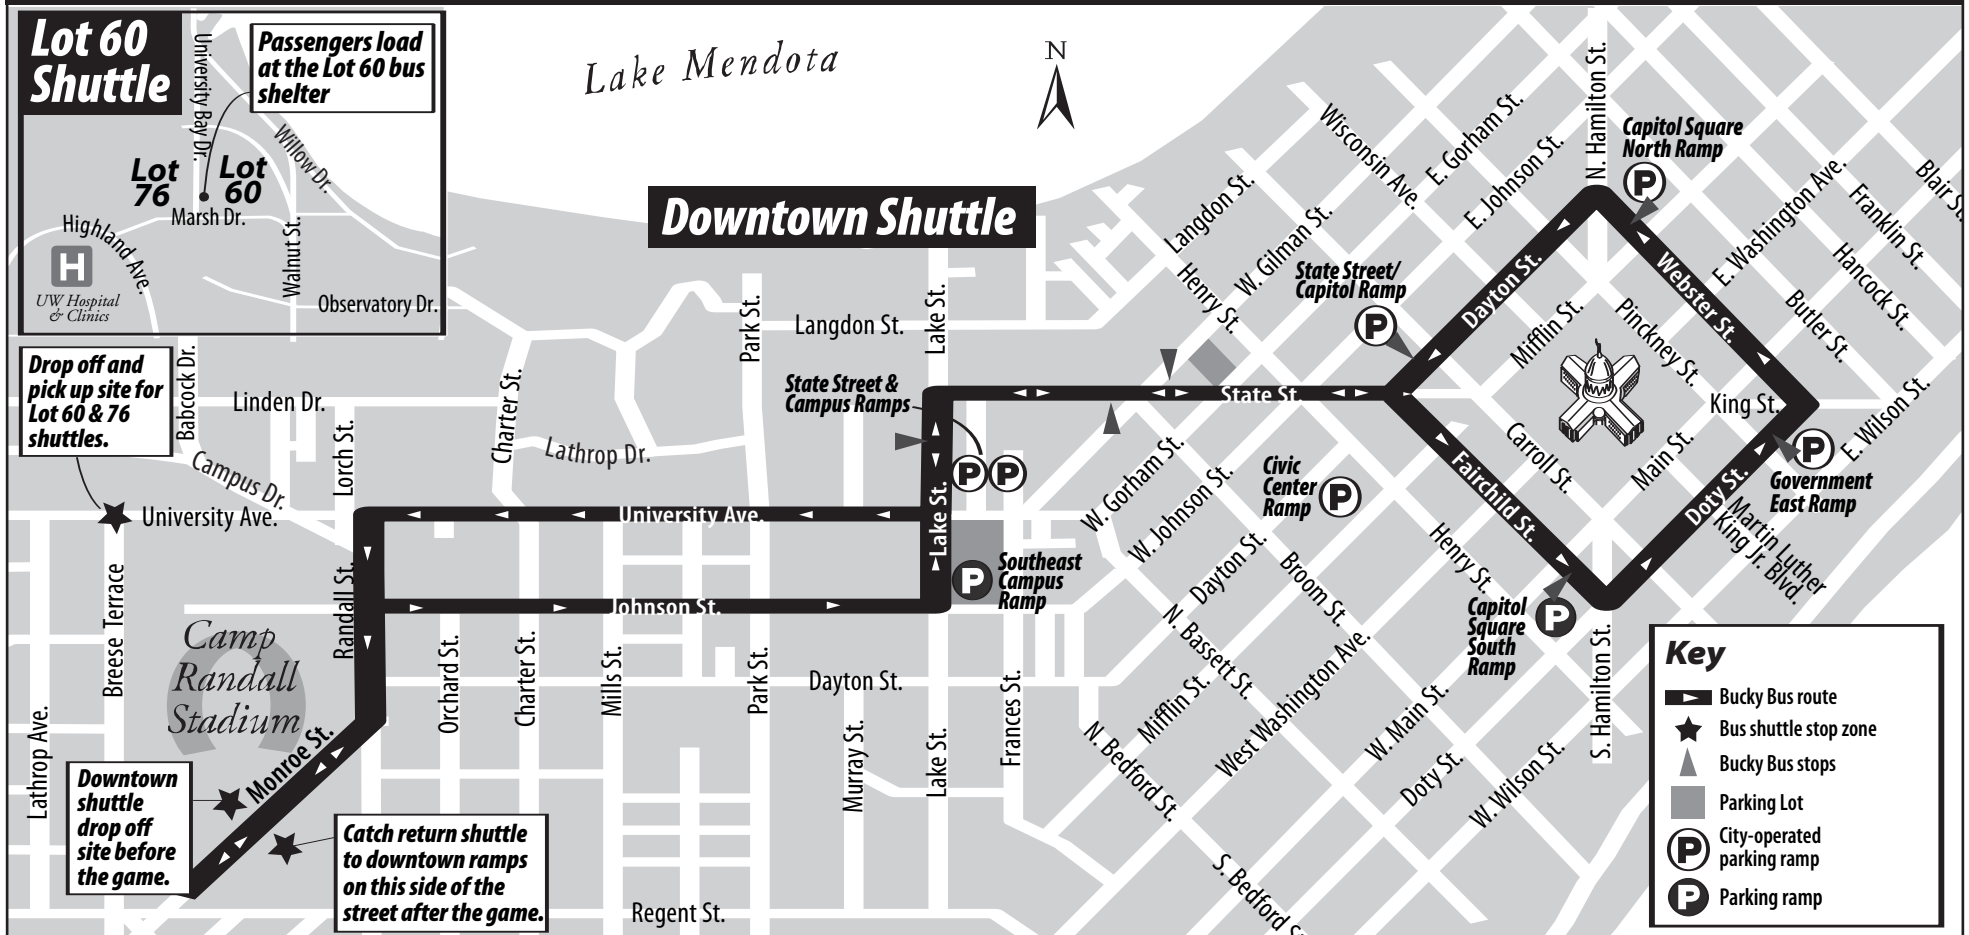 Lot 60
Shuttle
Passengers load
at the Lot 60 bus
shelter
University Bay Dr.
Willow Dr.
Lot
76
Lot
60
Marsh Dr.
Highland Ave.
Walnut St.
H
UW Hospital
& Clinics
Observatory Dr.
Lake Mendota
N
Downtown Shuttle
Drop off and
pick up site for
Lot 60 & 76
shuttles.
Babcock Dr.
Linden Dr.
Lorch St.
Campus Dr.
University Ave.
Charter St.
Lathrop Dr.
Park St.
Langdon St.
Lake St.
State Street &
Campus Ramps
P
P
University Ave.
Lake St.
Johnson St.
Randall St.
P
Southeast
Campus
Ramp
Breese Terrace
Lathrop Ave.
Camp
Randall
Stadium
Monroe St.
Downtown
shuttle
drop off
site before
the game.
Catch return shuttle
to downtown ramps
on this side of the
street after the game.
Orchard St.
Charter St.
Mills St.
Park St.
Dayton St.
Murray St.
Lake St.
Frances St.
Regent St.
State St.
Langdon St.
Henry St.
W. Gilman St.
Wisconsin Ave.
E. Gorham St.
E. Johnson St.
N. Hamilton St.
Capitol Square
North Ramp
P
State Street/
Capitol Ramp
P
Dayton St.
Webster St.
Mifflin St.
Pinckney St.
King St.
Main St.
Carroll St.
Fairchild St.
Doty St.
E. Washington Ave.
Blair St.
Franklin St.
Hancock St.
Butler St.
E. Wilson St.
P
Government
East Ramp
Martin Luther
King Jr. Blvd.
W. Gorham St.
W. Johnson St.
Civic
Center
Ramp
P
Dayton St.
Broom St.
Henry St.
N. Bassett St.
Mifflin St.
West Washington Ave.
Capitol
Square
South
Ramp
P
W. Main St.
Doty St.
W. Wilson St.
S. Hamilton St.
N. Bedford St.
S. Bedford St.
Key
Bucky Bus route
Bus shuttle stop zone
Bucky Bus stops
Parking Lot
P
City-operated
parking ramp
P
Parking ramp